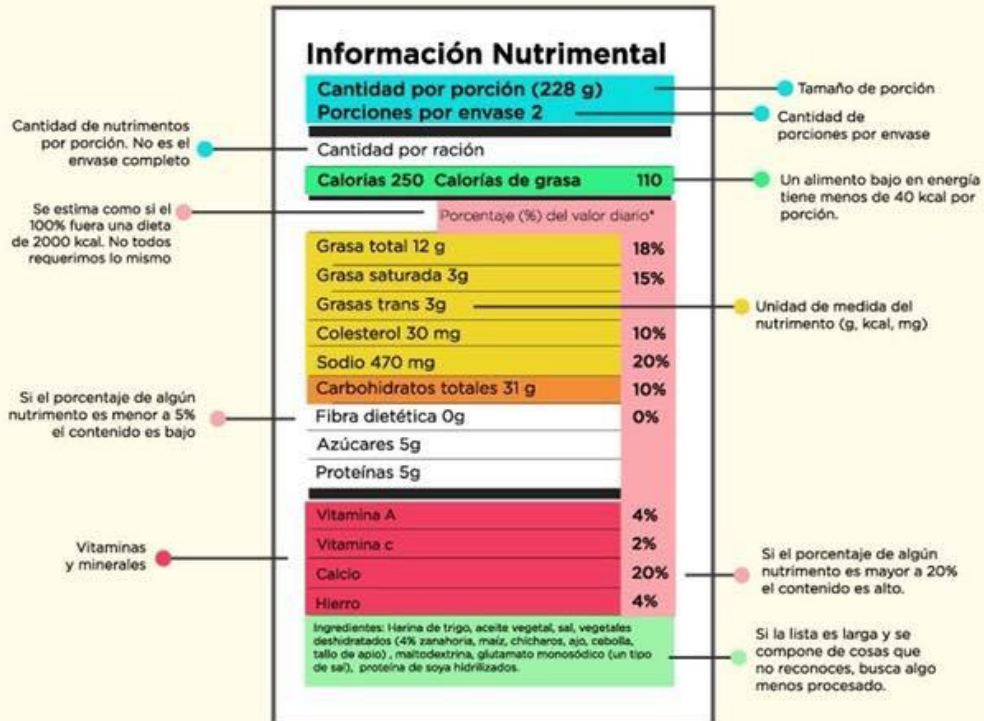 Información Nutrimental
Cantidad por porción (228 g)
Porciones por envase 2
Cantidad por ración
Calorías 250 Calorías de grasa 110
Porcentaje (%) del valor diario*
Grasa total 12 g 18%
Grasa saturada 3g 15%
Grasas trans 3g
Colesterol 30 mg 10%
Sodio 470 mg 20%
Carbohidratos totales 31 g 10%
Fibra dietética 0g 0%
Azúcares 5g
Proteínas 5g
Vitamina A 4%
Vitamina c 2%
Calcio 20%
Hierro 4%
Ingredientes: Harina de trigo, aceite vegetal, sal, vegetales
deshidratados (4% zanahoria, maíz, chícharos, ajo, cebolla,
tallo de apio) , maltodextrina, glutamato monosódico (un tipo
de sal), proteína de soya hidrilizados.
Cantidad de nutrimentos
por porción. No es el
envase completo
Se estima como si el
100% fuera una dieta
de 2000 kcal. No todos
requerimos lo mismo
Si el porcentaje de algún
nutrimento es menor a 5%
el contenido es bajo
Vitaminas
y minerales
Tamaño de porción
Cantidad de
porciones por envase
Un alimento bajo en energía
tiene menos de 40 kcal por
porción.
Unidad de medida del
nutrimento (g, kcal, mg)
Si el porcentaje de algún
nutrimento es mayor a 20%
el contenido es alto.
Si la lista es larga y se
compone de cosas que
no reconoces, busca algo
menos procesado.